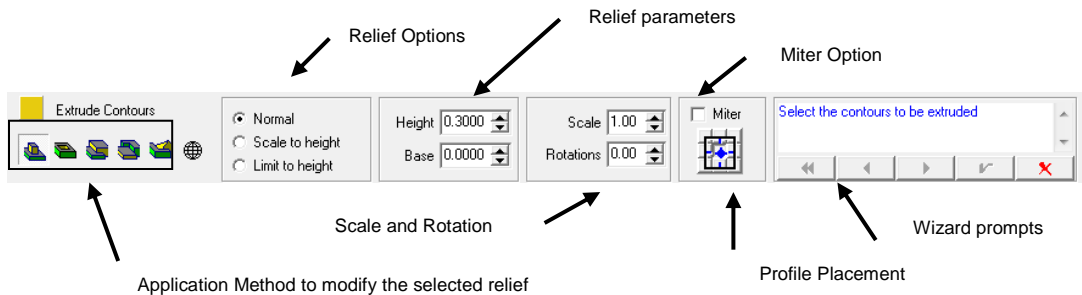 Relief parameters
Relief Options
Miter Option
Extrude Contours
Normal
Scale to height
Limit to height
Height 0.3000
Base 0.0000
Scale 1.00
Rotations 0.00
Miter
Select the contours to be extruded
Scale and Rotation
Wizard prompts
Profile Placement
Application Method to modify the selected relief